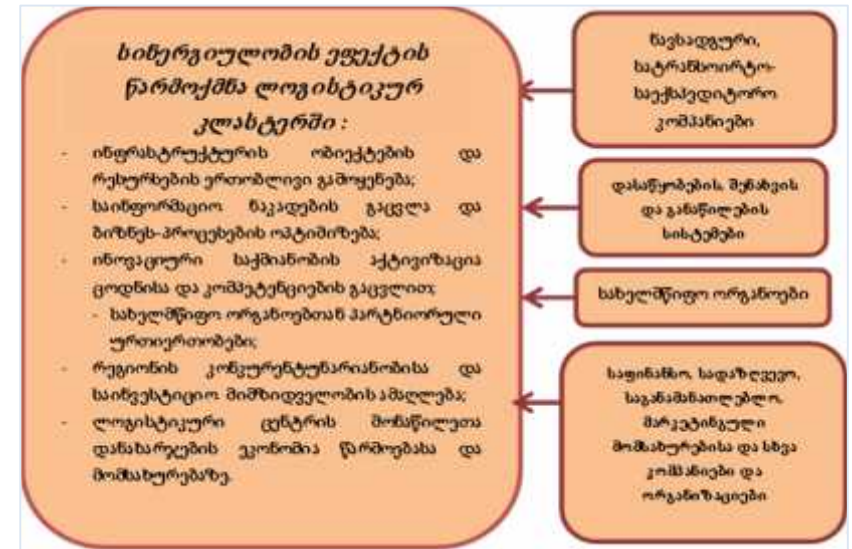 სინერგიულობის ეფექტის
წარმოქმნა ლოგისტიკურ
კლასტერში :
- ინფრასტრუქტურის ობიექტების და
რესურსების ერთობლივი გამოყენება;
- საინფორმაციო ნაკადების გაცვლა და
ბიზნეს-პროცესების ოპტიმიზება;
- ინოვაციური საქმიანობის აქტივიზაცია
ცოდნისა და კომპეტენციების გაცვლით;
- სახელმწიფო ორგანოებთან პარტნიორული
ურთიერთობები;
- რეგიონის კონკურენტუნარიანობისა და
საინვესტიციო მიმზიდველობის ამაღლება;
- ლოგისტიკური ცენტრის მონაწილეთა
დანახარჯების ეკონომია წარმოებასა და
მომსახურებაზე.
ნავსადგური,
სატრანსოირტო-
საექსპედიტორო
კომპანიები
დასაწყობების, შენახვის
და განაწილების
სისტემები
სახელმწიფო ორგანოები
საფინანსო, სადაზღვევო,
საგანამანათლებლო,
მარკეტინგული
მომსახურებისა და სხვა
კომპანიები და
ორგანიზაციები